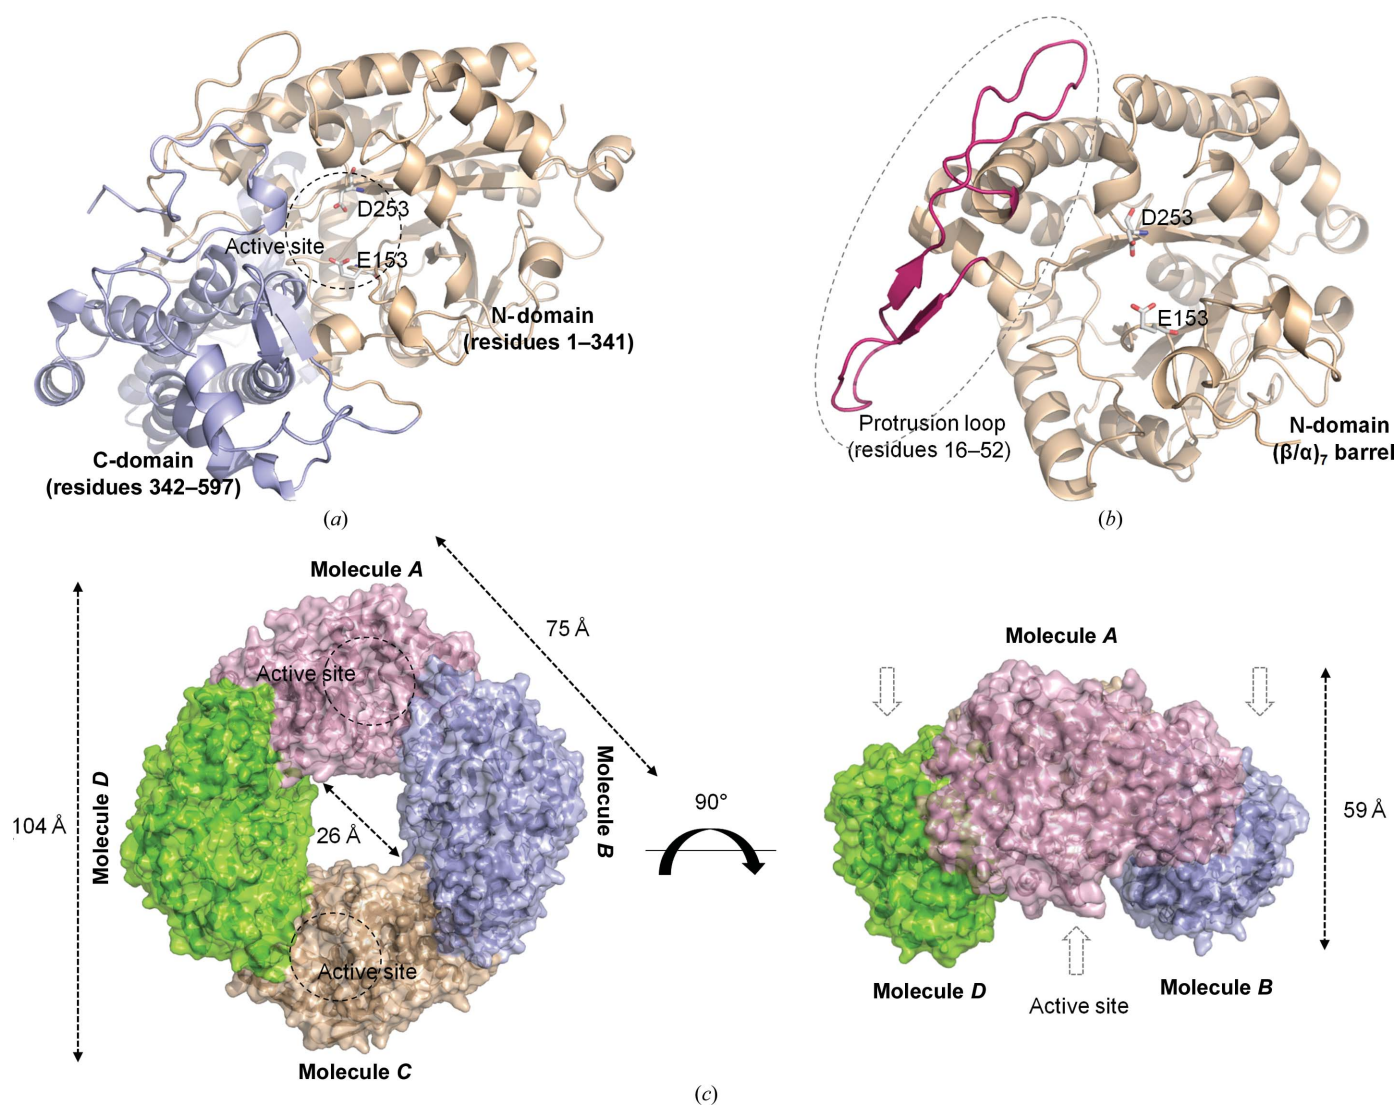 D253
Active site
E153
N-domain
(residues 1–341)
C-domain
(residues 342–597)
(a)
D253
E153
Protrusion loop
(residues 16–52)
N-domain
(β/α)₇ barrel
(b)
Molecule A
75 Å
Active site
Molecule D
104 Å
26 Å
Molecule B
Active site
Molecule C
90°
Molecule A
59 Å
Molecule D
Molecule B
Active site
(c)